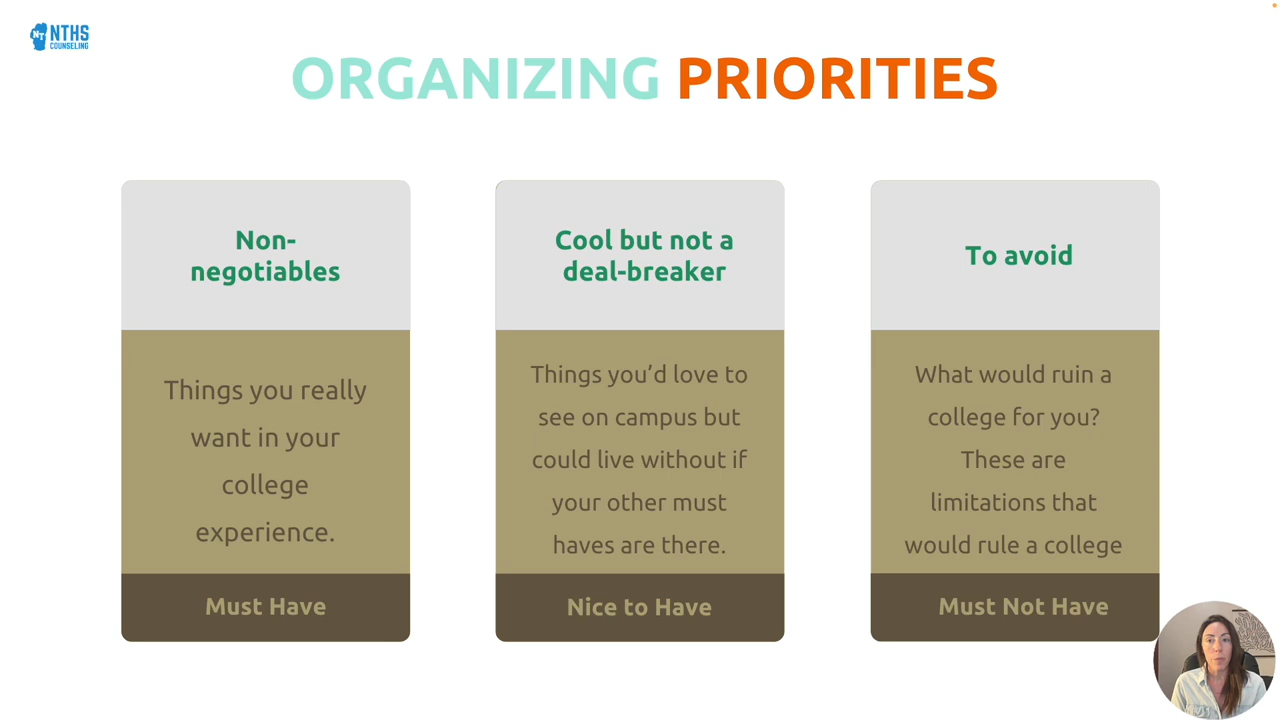 NT NTHS
COUNSELING
ORGANIZING PRIORITIES
Non-
negotiables
Things you really
want in your
college
experience.
Must Have
Cool but not a
deal-breaker
Things you’d love to
see on campus but
could live without if
your other must
haves are there.
Nice to Have
To avoid
What would ruin a
college for you?
These are
limitations that
would rule a college
Must Not Have